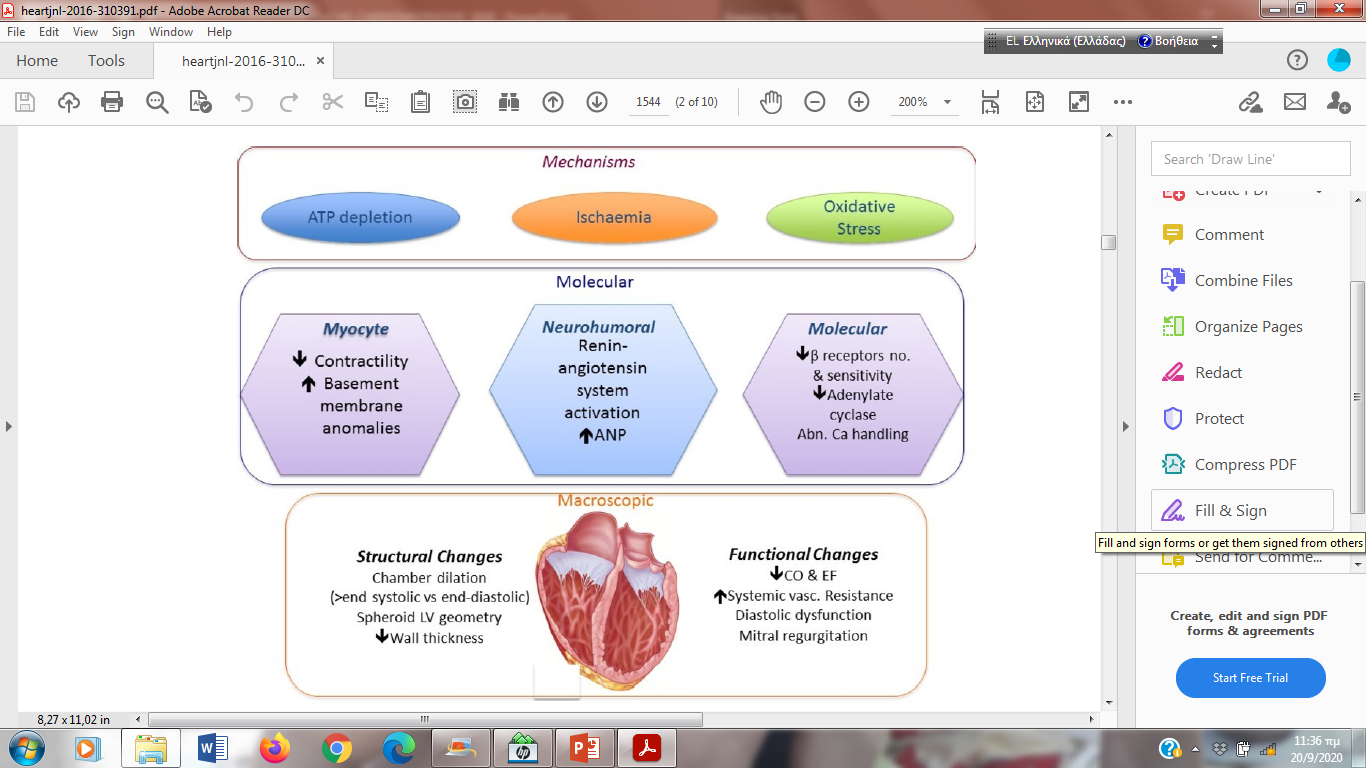 heartjnl-2016-310391.pdf - Adobe Acrobat Reader DC
File Edit View Sign Window Help
EL Ελληνικά (Ελλάδας) Βοήθεια
Home Tools heartjnl-2016-310...
1544 (2 of 10) 200%
Mechanisms
ATP depletion
Ischaemia
Oxidative
Stress
Molecular
Myocyte
↓ Contractility
↑ Basement
membrane
anomalies
Neurohumoral
Renin-
angiotensin
system
activation
↑ANP
Molecular
↓β receptors no.
& sensitivity
↓Adenylate
cyclase
Abn. Ca handling
Macroscopic
Structural Changes
Chamber dilation
(>end systolic vs end-diastolic)
Spheroid LV geometry
↓Wall thickness
Functional Changes
↓CO & EF
↑Systemic vasc. Resistance
Diastolic dysfunction
Mitral regurgitation
8,27 x 11,02 in
Search 'Draw Line'
Create PDF
Comment
Combine Files
Organize Pages
Redact
Protect
Compress PDF
Fill & Sign
Fill and sign forms or get them signed from others
Send for Comme...
Create, edit and sign PDF
forms & agreements
Start Free Trial
11:36 πμ
20/9/2020